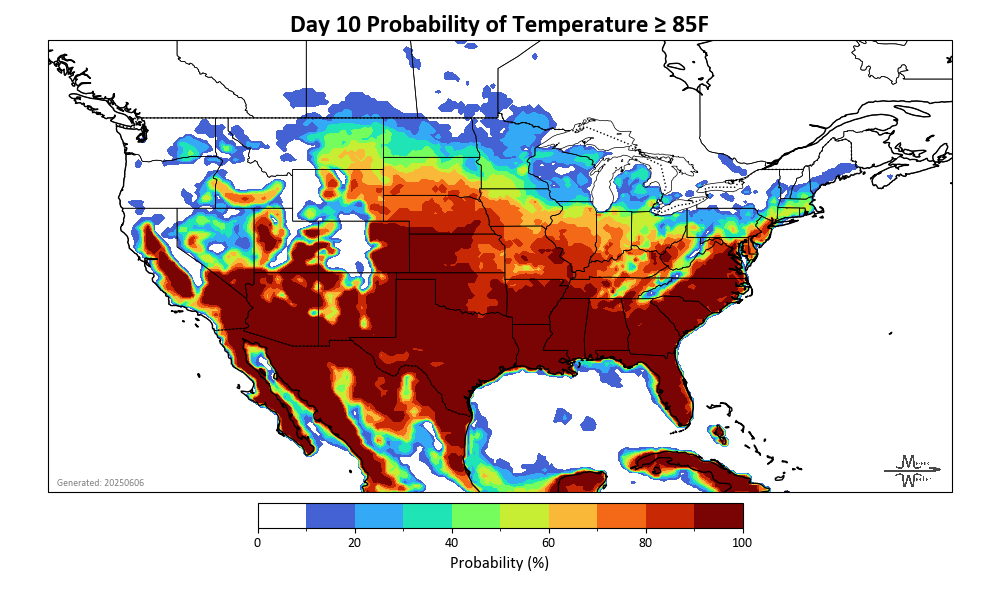 Day 10 Probability of Temperature ≥ 85F
Generated: 20250606
0 20 40 60 80 100
Probability (%)